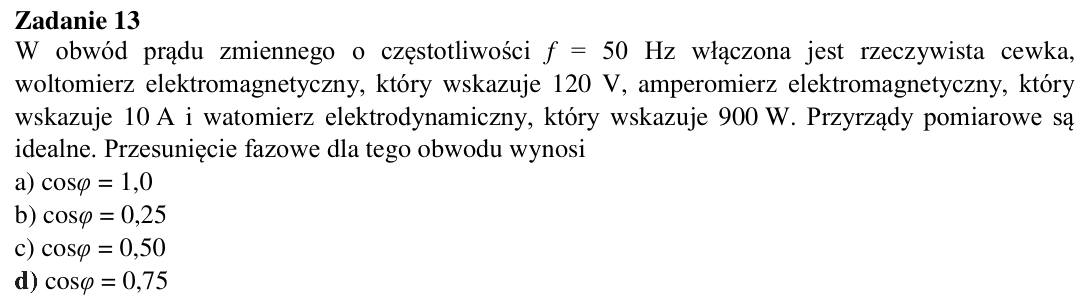 Zadanie 13
W obwód prądu zmiennego o częstotliwości f = 50 Hz włączona jest rzeczywista cewka,
woltomierz elektromagnetyczny, który wskazuje 120 V, amperomierz elektromagnetyczny, który
wskazuje 10 A i watomierz elektrodynamiczny, który wskazuje 900 W. Przyrządy pomiarowe są
idealne. Przesunięcie fazowe dla tego obwodu wynosi
a) cosφ = 1,0
b) cosφ = 0,25
c) cosφ = 0,50
d) cosφ = 0,75